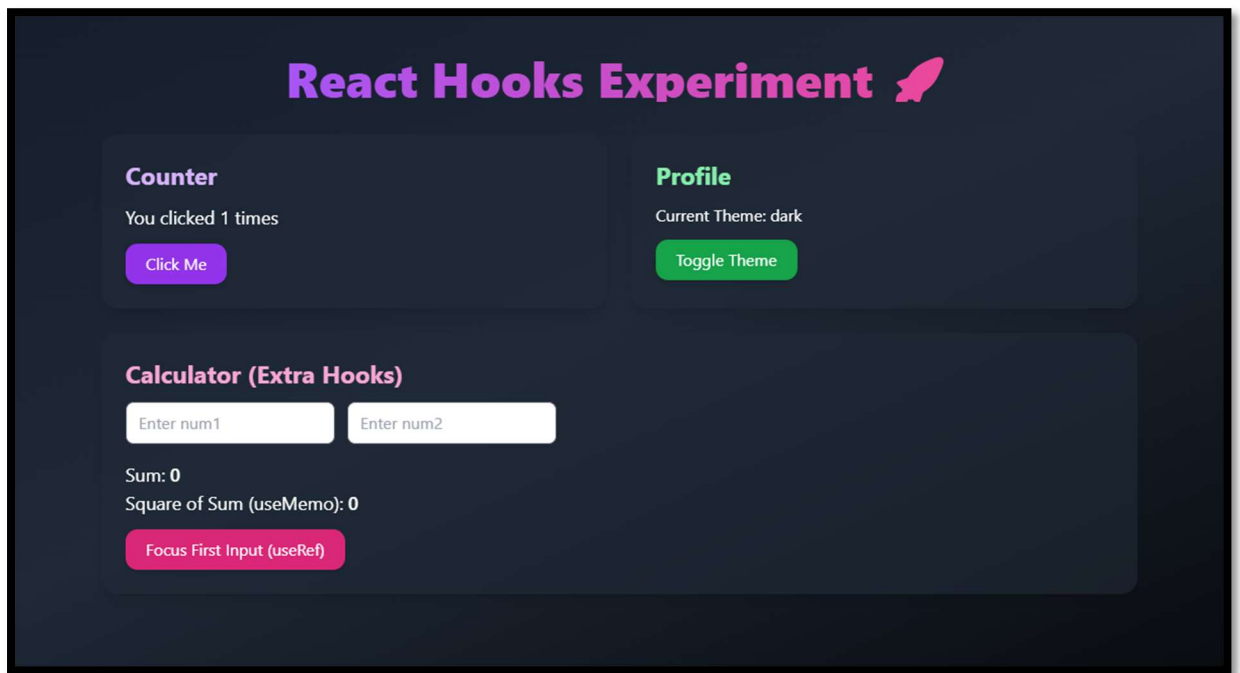 React Hooks Experiment 🚀
Counter
You clicked 1 times
Click Me
Profile
Current Theme: dark
Toggle Theme
Calculator (Extra Hooks)
Enter num1
Enter num2
Sum: 0
Square of Sum (useMemo): 0
Focus First Input (useRef)